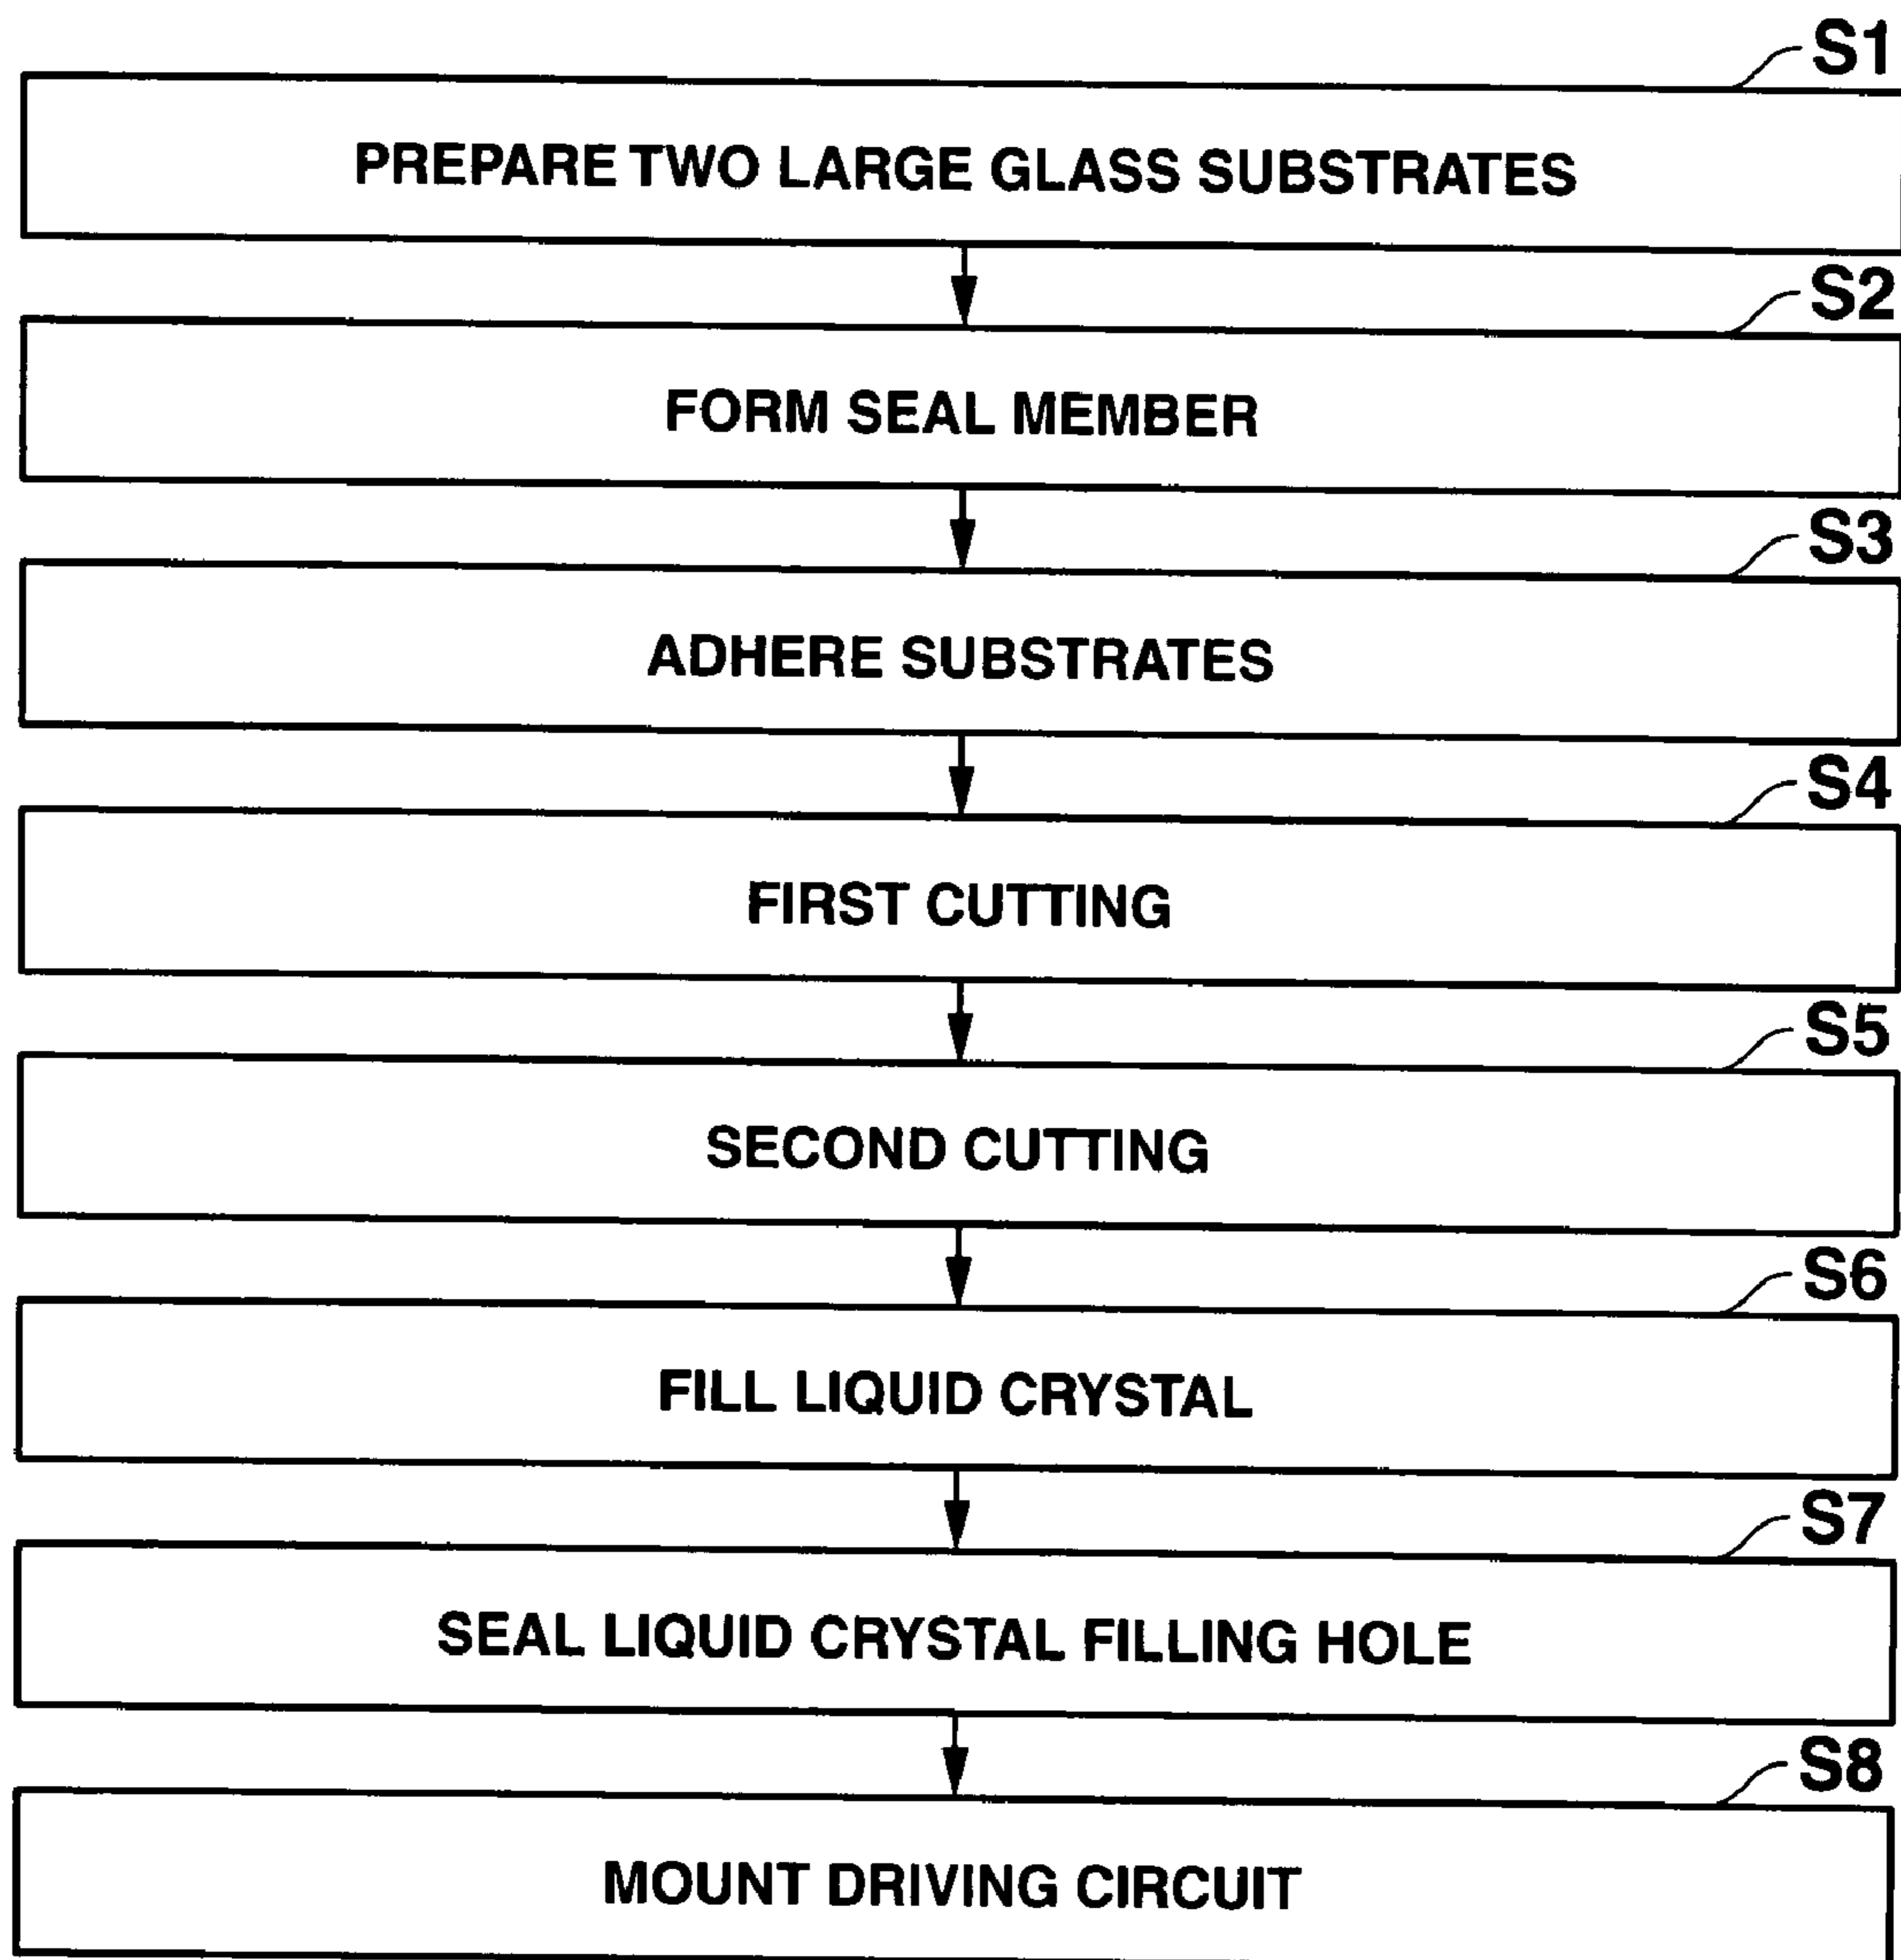 S1
PREPARE TWO LARGE GLASS SUBSTRATES
S2
FORM SEAL MEMBER
S3
ADHERE SUBSTRATES
S4
FIRST CUTTING
S5
SECOND CUTTING
S6
FILL LIQUID CRYSTAL
S7
SEAL LIQUID CRYSTAL FILLING HOLE
S8
MOUNT DRIVING CIRCUIT